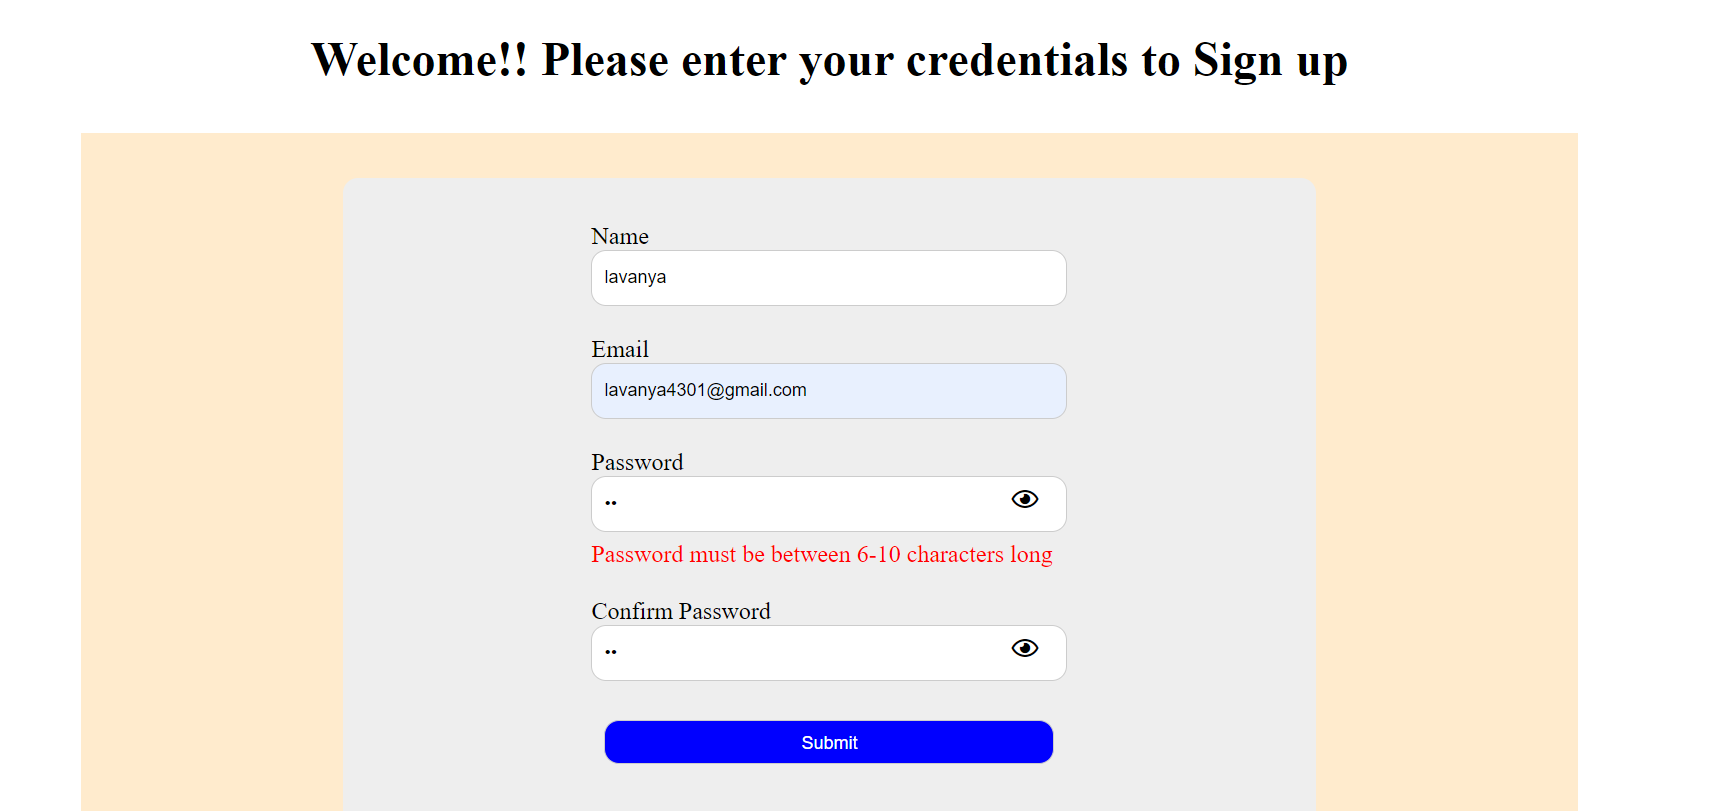 Welcome!! Please enter your credentials to Sign up
Name
lavanya
Email
lavanya4301@gmail.com
Password
••
Password must be between 6-10 characters long
Confirm Password
••
Submit